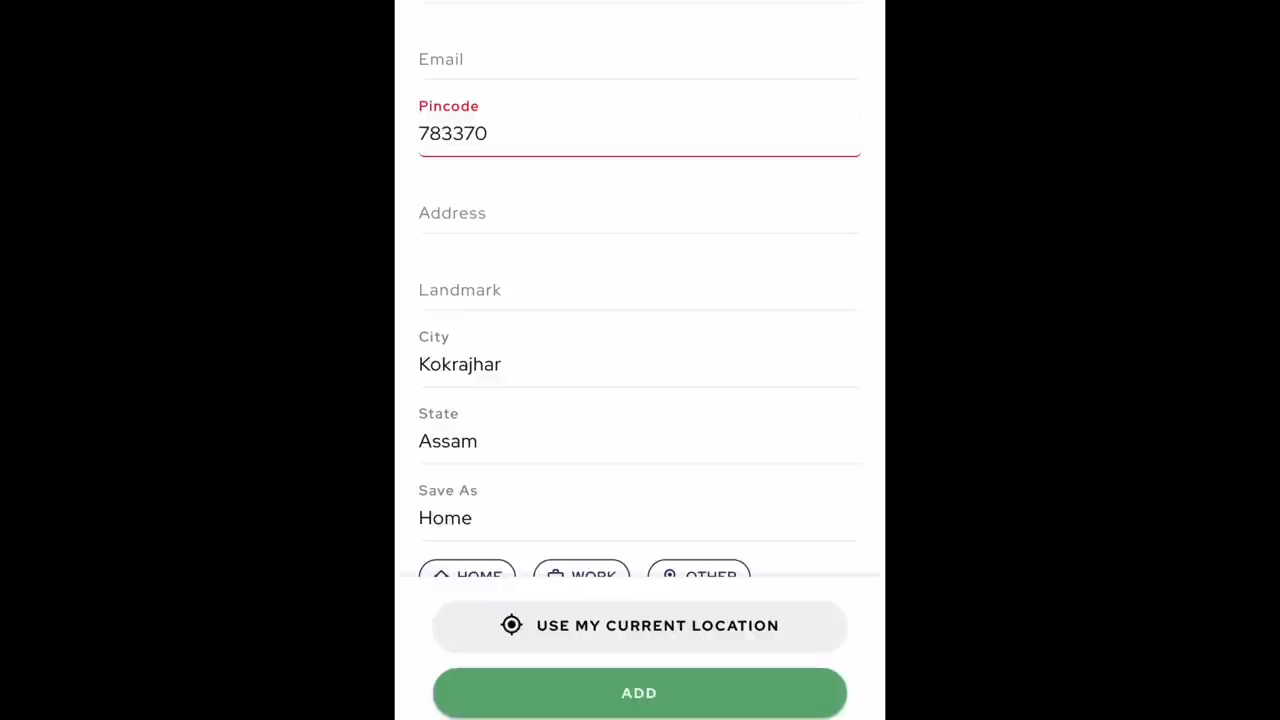 Email
Pincode
783370
Address
Landmark
City
Kokrajhar
State
Assam
Save As
Home
HOME WORK OTHER
USE MY CURRENT LOCATION
ADD